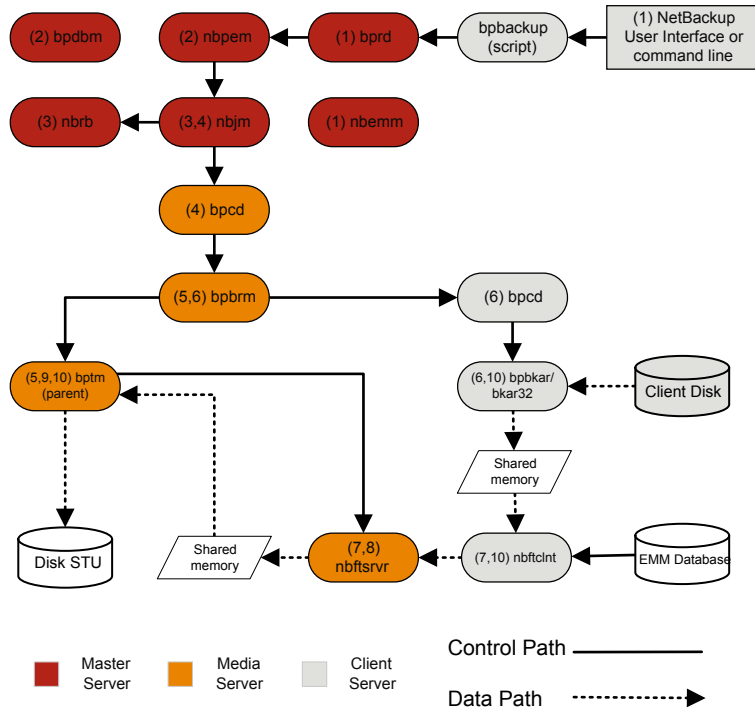 (2) bpdbm
(2) nbpem
(1) bprd
bpbackup
(script)
(1) NetBackup
User Interface or
command line
(3) nbrb
(3,4) nbjm
(1) nbemm
(4) bpcd
(5,6) bpbrm
(6) bpcd
(5,9,10) bptm
(parent)
(6,10) bpbkar/
bkar32
Client Disk
Shared
memory
Disk STU
Shared
memory
(7,8)
nbftsrvr
(7,10) nbftclnt
EMM Database
Master
Server
Media
Server
Client
Server
Control Path
Data Path